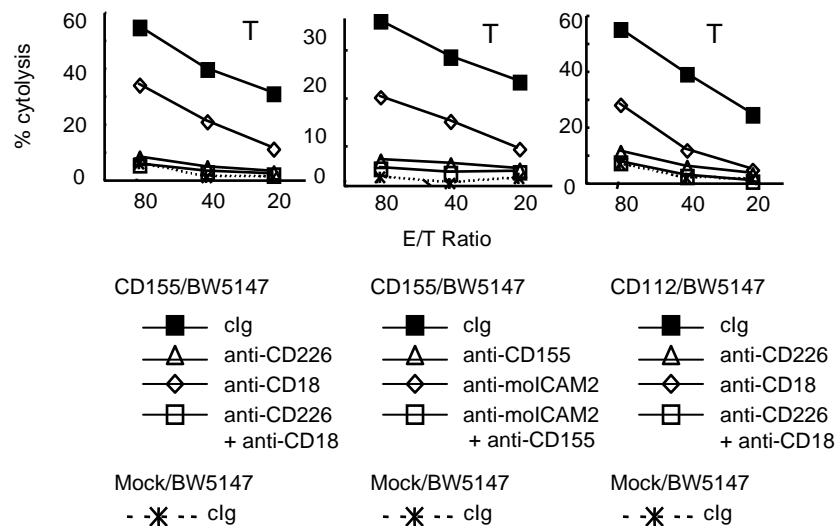 T
T
T
% cytolysis
60
40
20
0
30
20
10
0
60
40
20
0
80 40 20
80 40 20
80 40 20
E/T Ratio
CD155/BW5147
cIg
anti-CD226
anti-CD18
anti-CD226
+ anti-CD18
Mock/BW5147
cIg
CD155/BW5147
cIg
anti-CD155
anti-moICAM2
anti-moICAM2
+ anti-CD155
Mock/BW5147
cIg
CD112/BW5147
cIg
anti-CD226
anti-CD18
anti-CD226
+ anti-CD18
Mock/BW5147
cIg